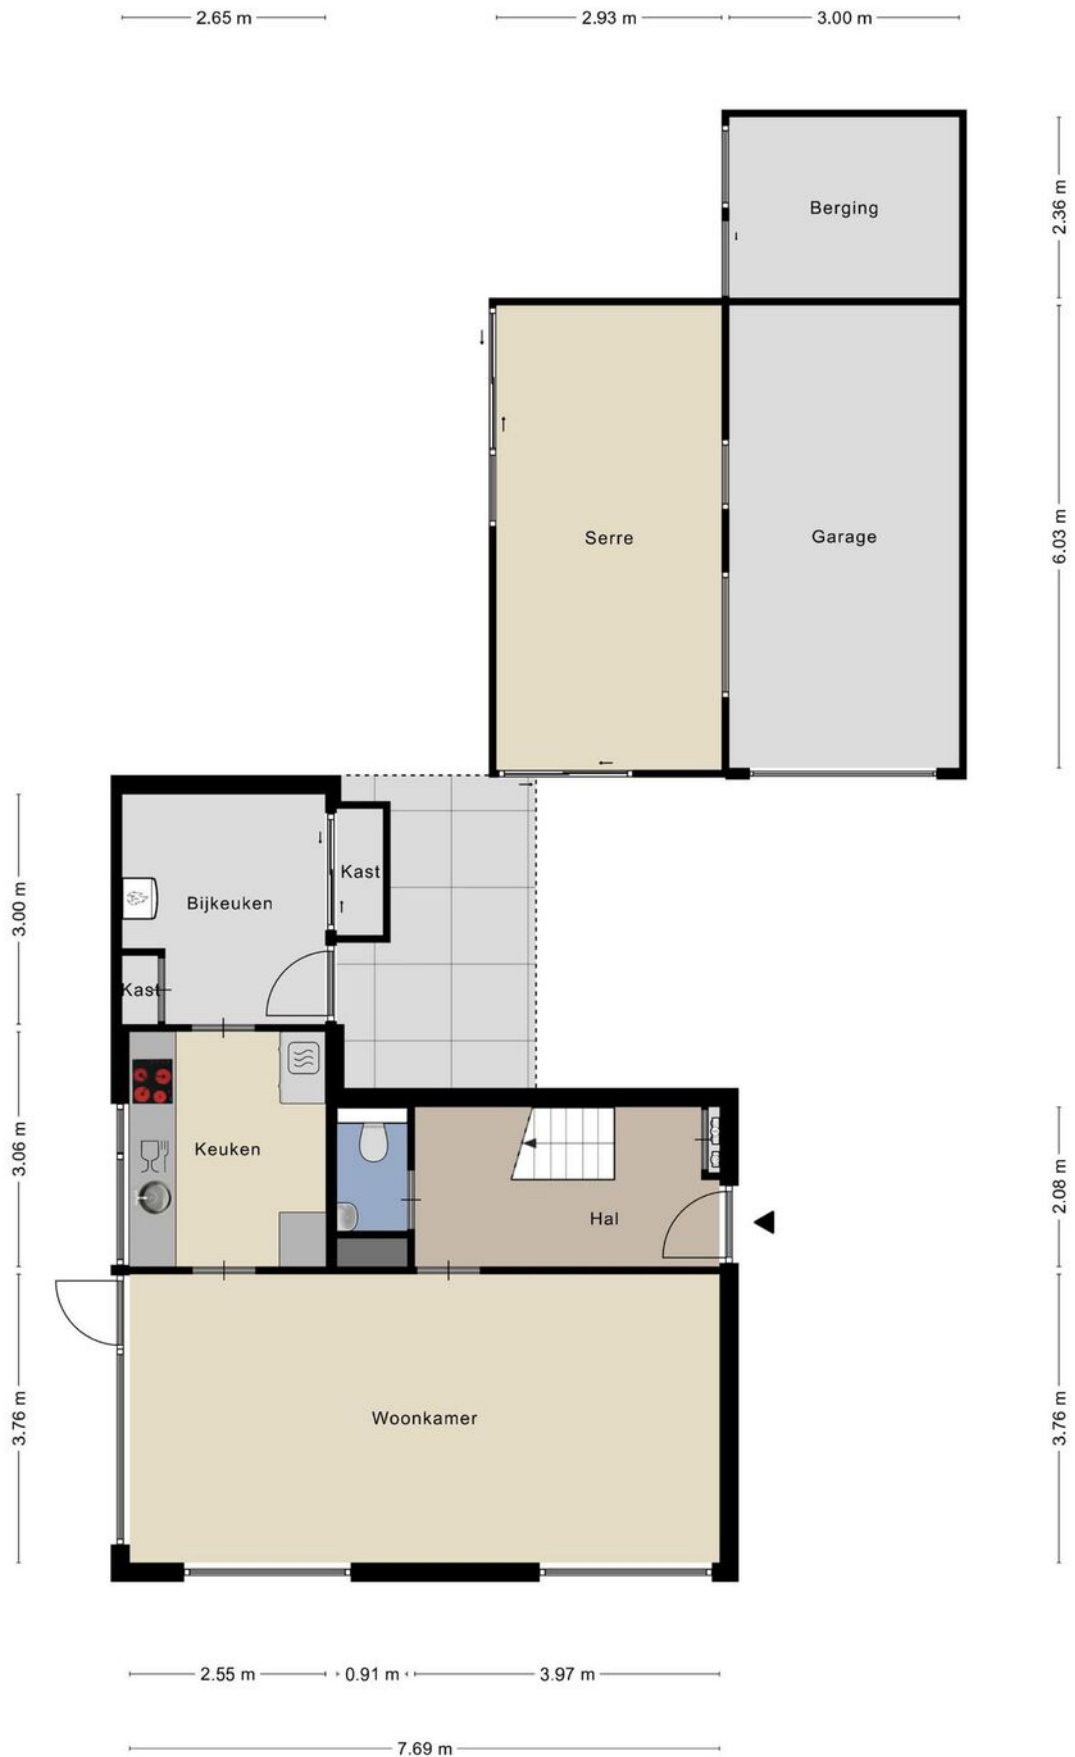 2.65 m
2.93 m
3.00 m
Berging
2.36 m
Serre
Garage
6.03 m
Kast
Bijkeuken
3.00 m
Kast
Keuken
3.06 m
Hal
2.08 m
Woonkamer
3.76 m
3.76 m
2.55 m
0.91 m
3.97 m
7.69 m